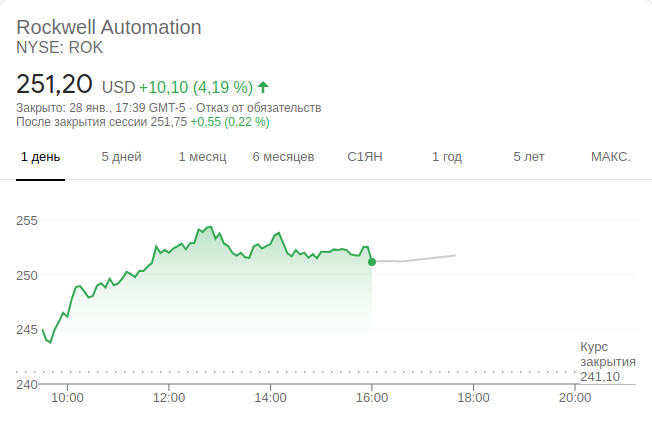 Rockwell Automation
NYSE: ROK
251,20 USD +10,10 (4,19 %)
Закрыто: 28 янв., 17:39 GMT-5 · Отказ от обязательств
После закрытия сессии 251,75 +0,55 (0,22 %)
1 день 5 дней 1 месяц 6 месяцев С1ЯН 1 год 5 лет МАКС.
255
250
245
Курс
закрытия
241,10
240
10:00 12:00 14:00 16:00 18:00 20:00